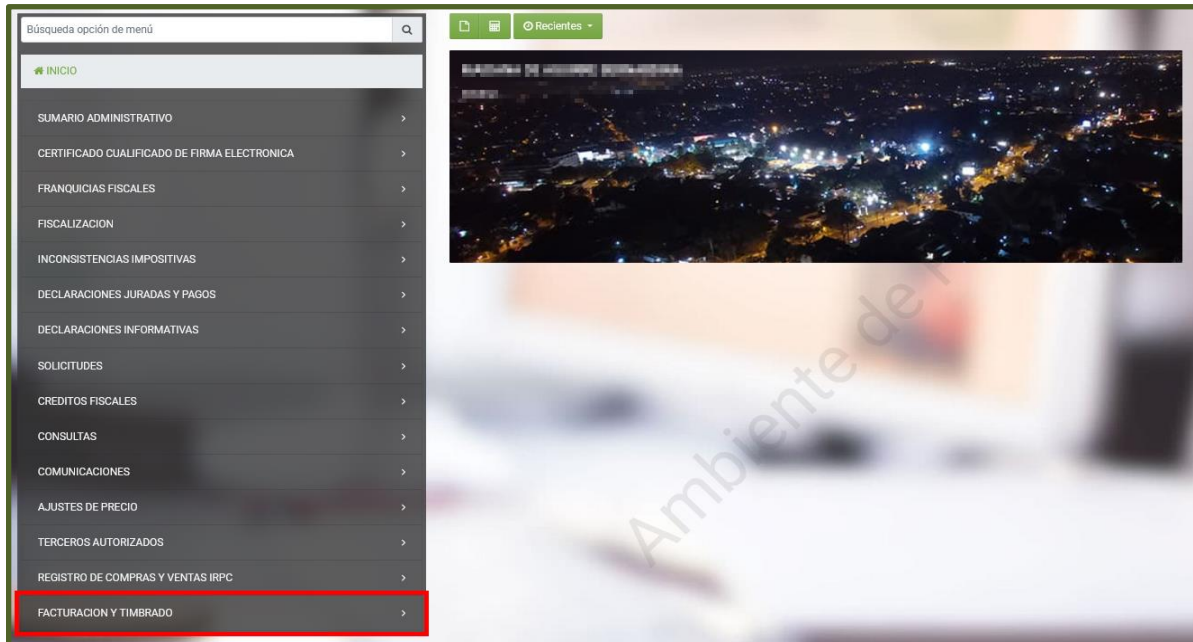 Búsqueda opción de menú
Recientes
INICIO
SUMARIO ADMINISTRATIVO
CERTIFICADO CUALIFICADO DE FIRMA ELECTRONICA
FRANQUICIAS FISCALES
FISCALIZACION
INCONSISTENCIAS IMPOSITIVAS
DECLARACIONES JURADAS Y PAGOS
DECLARACIONES INFORMATIVAS
SOLICITUDES
CREDITOS FISCALES
CONSULTAS
COMUNICACIONES
AJUSTES DE PRECIO
TERCEROS AUTORIZADOS
REGISTRO DE COMPRAS Y VENTAS IRPC
FACTURACION Y TIMBRADO
Ambiente de